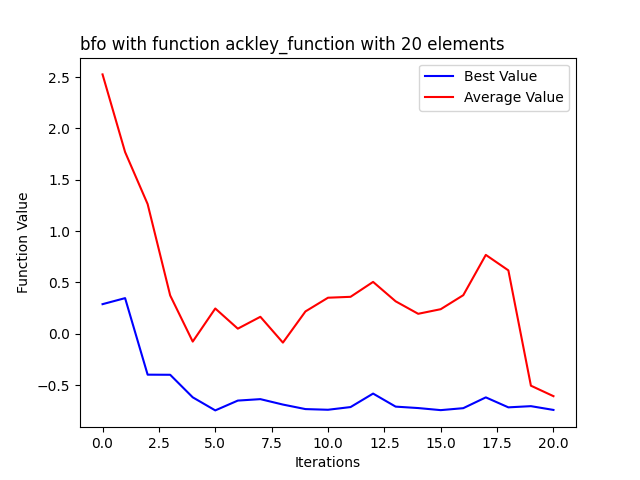 bfo with function ackley_function with 20 elements
Best Value
Average Value
Function Value
2.5
2.0
1.5
1.0
0.5
0.0
−0.5
0.0 2.5 5.0 7.5 10.0 12.5 15.0 17.5 20.0
Iterations